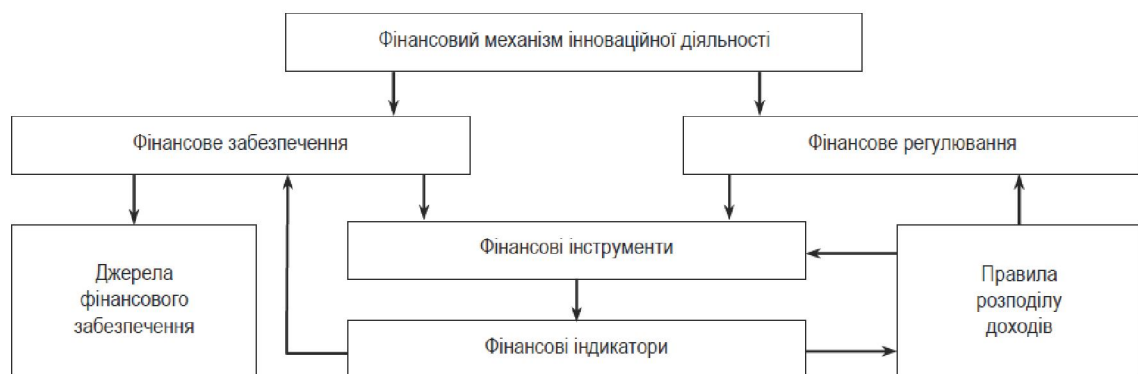 Фінансовий механізм інноваційної діяльності
Фінансове забезпечення
Фінансове регулювання
Джерела
фінансового
забезпечення
Фінансові інструменти
Фінансові індикатори
Правила
розподілу
доходів